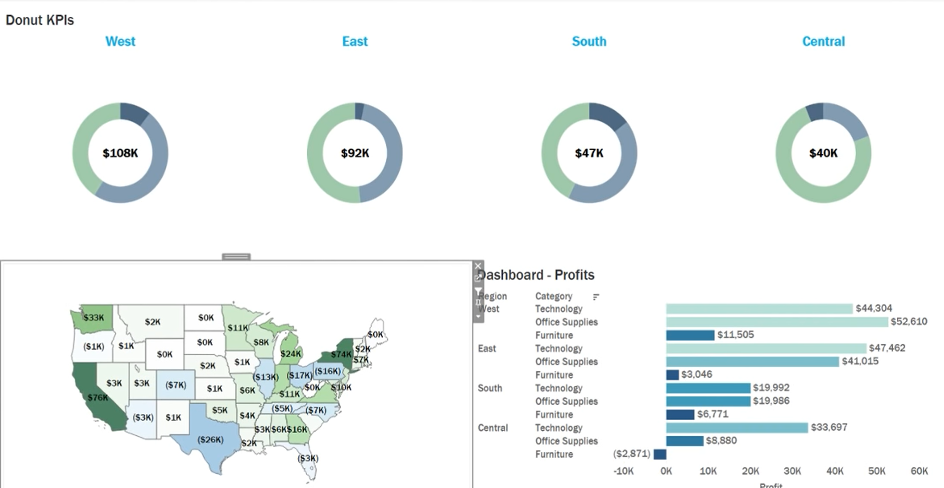 Donut KPIs
West East South Central
$108K $92K $47K $40K
Dashboard - Profits
Region Category
West Technology $44,304
Office Supplies $52,610
Furniture $11,505
East Technology $47,462
Office Supplies $41,015
Furniture $3,046
South Technology $19,992
Office Supplies $19,986
Furniture $6,771
Central Technology $33,697
Office Supplies $8,880
Furniture ($2,871)
-10K 0K 10K 20K 30K 40K 50K 60K
Profit
$33K $2K $0K $11K $0K
($1K) $1K $0K $0K $8K $24K $74K $2K $7K
$2K $1K
$76K $3K $3K ($7K) $1K $6K ($13K) $11K ($17K) $0K ($16K) $10K
($3K) $1K $5K $4K ($5K) ($7K)
($26K) $2K $3K $6K $16K
($3K)